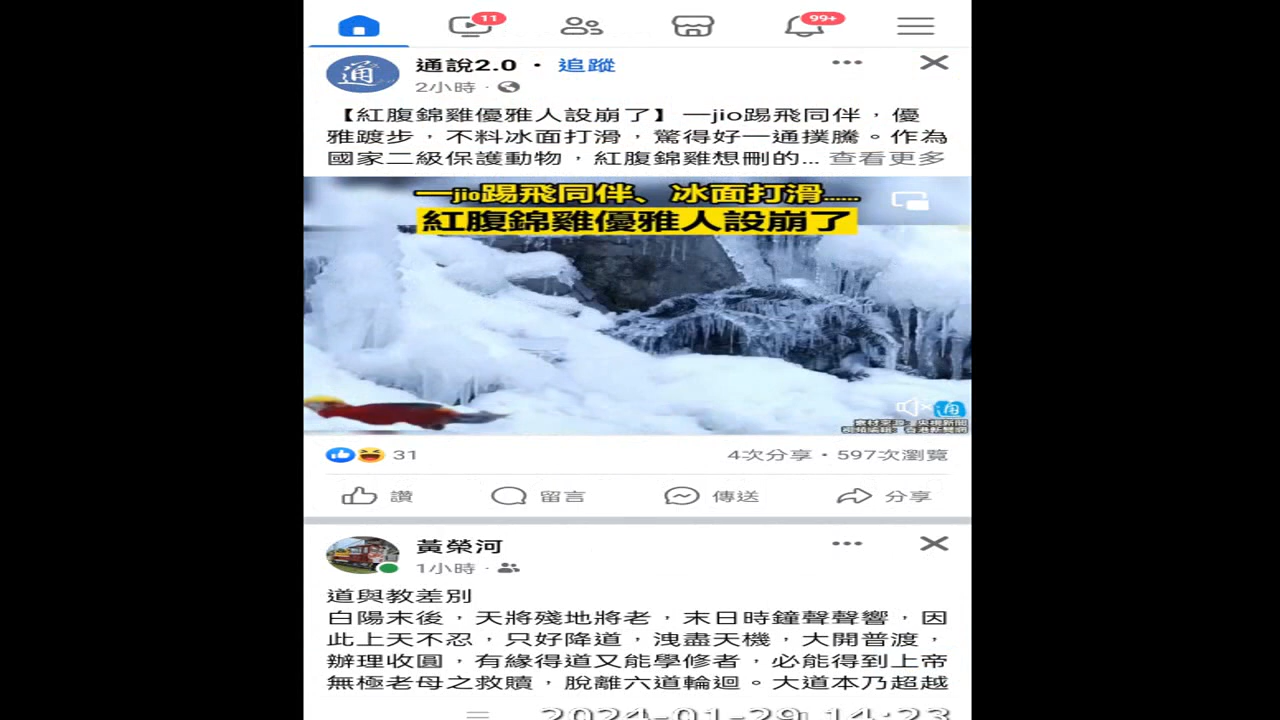 11
99+
通說2.0 · 追蹤
2小時 ·
【紅腹錦雞優雅人設崩了】一jio踢飛同伴，優
雅踱步，不料冰面打滑，驚得好一通撲騰。作為
國家二級保護動物，紅腹錦雞想刪的... 查看更多
一jio踢飛同伴、冰面打滑......
紅腹錦雞優雅人設崩了
通
31
4次分享·597次瀏覽
讚 留言 傳送 分享
黃榮河
1小時 ·
道與教差別
白陽末後，天將殘地將老，末日時鐘聲聲響，因
此上天不忍，只好降道，洩盡天機，大開普渡，
辦理收圓，有緣得道又能學修者，必能得到上帝
無極老母之救贖，脫離六道輪迴。大道本乃超越
2024-01-29 14:23